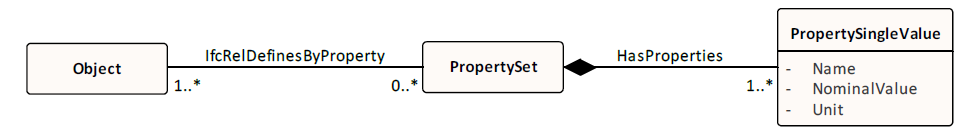 Object
IfcRelDefinesByProperty
1..*
0..*
PropertySet
HasProperties
1..*
PropertySingleValue
- Name
- NominalValue
- Unit